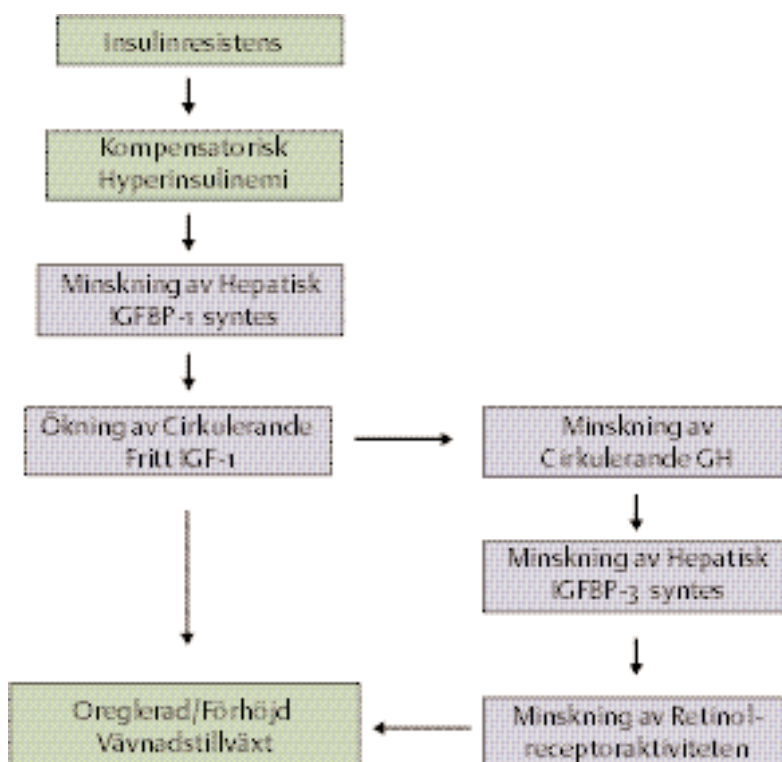 Insulinresistens
Kompensatorisk
Hyperinsulinemi
Minskning av Hepatisk
IGFBP-1 syntes
Ökning av Cirkulerande
Fritt IGF-1
Minskning av
Cirkulerande GH
Minskning av Hepatisk
IGFBP-3 syntes
Minskning av Retinol-
receptoraktiviteten
Oreglerad/Förhöjd
Vävnadstillväxt